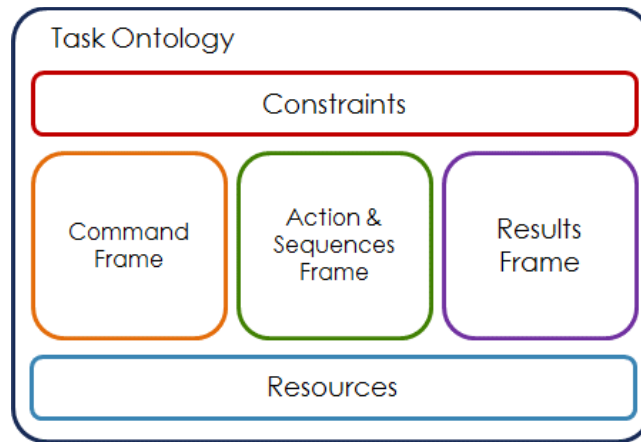 Task Ontology
Constraints
Command
Frame
Action &
Sequences
Frame
Results
Frame
Resources